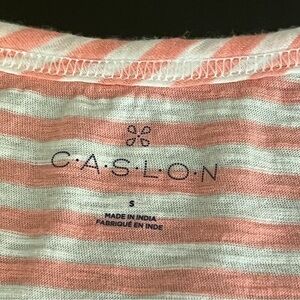 C·A·S·L·O·N
S
MADE IN INDIA
FABRIQUÉ EN INDE